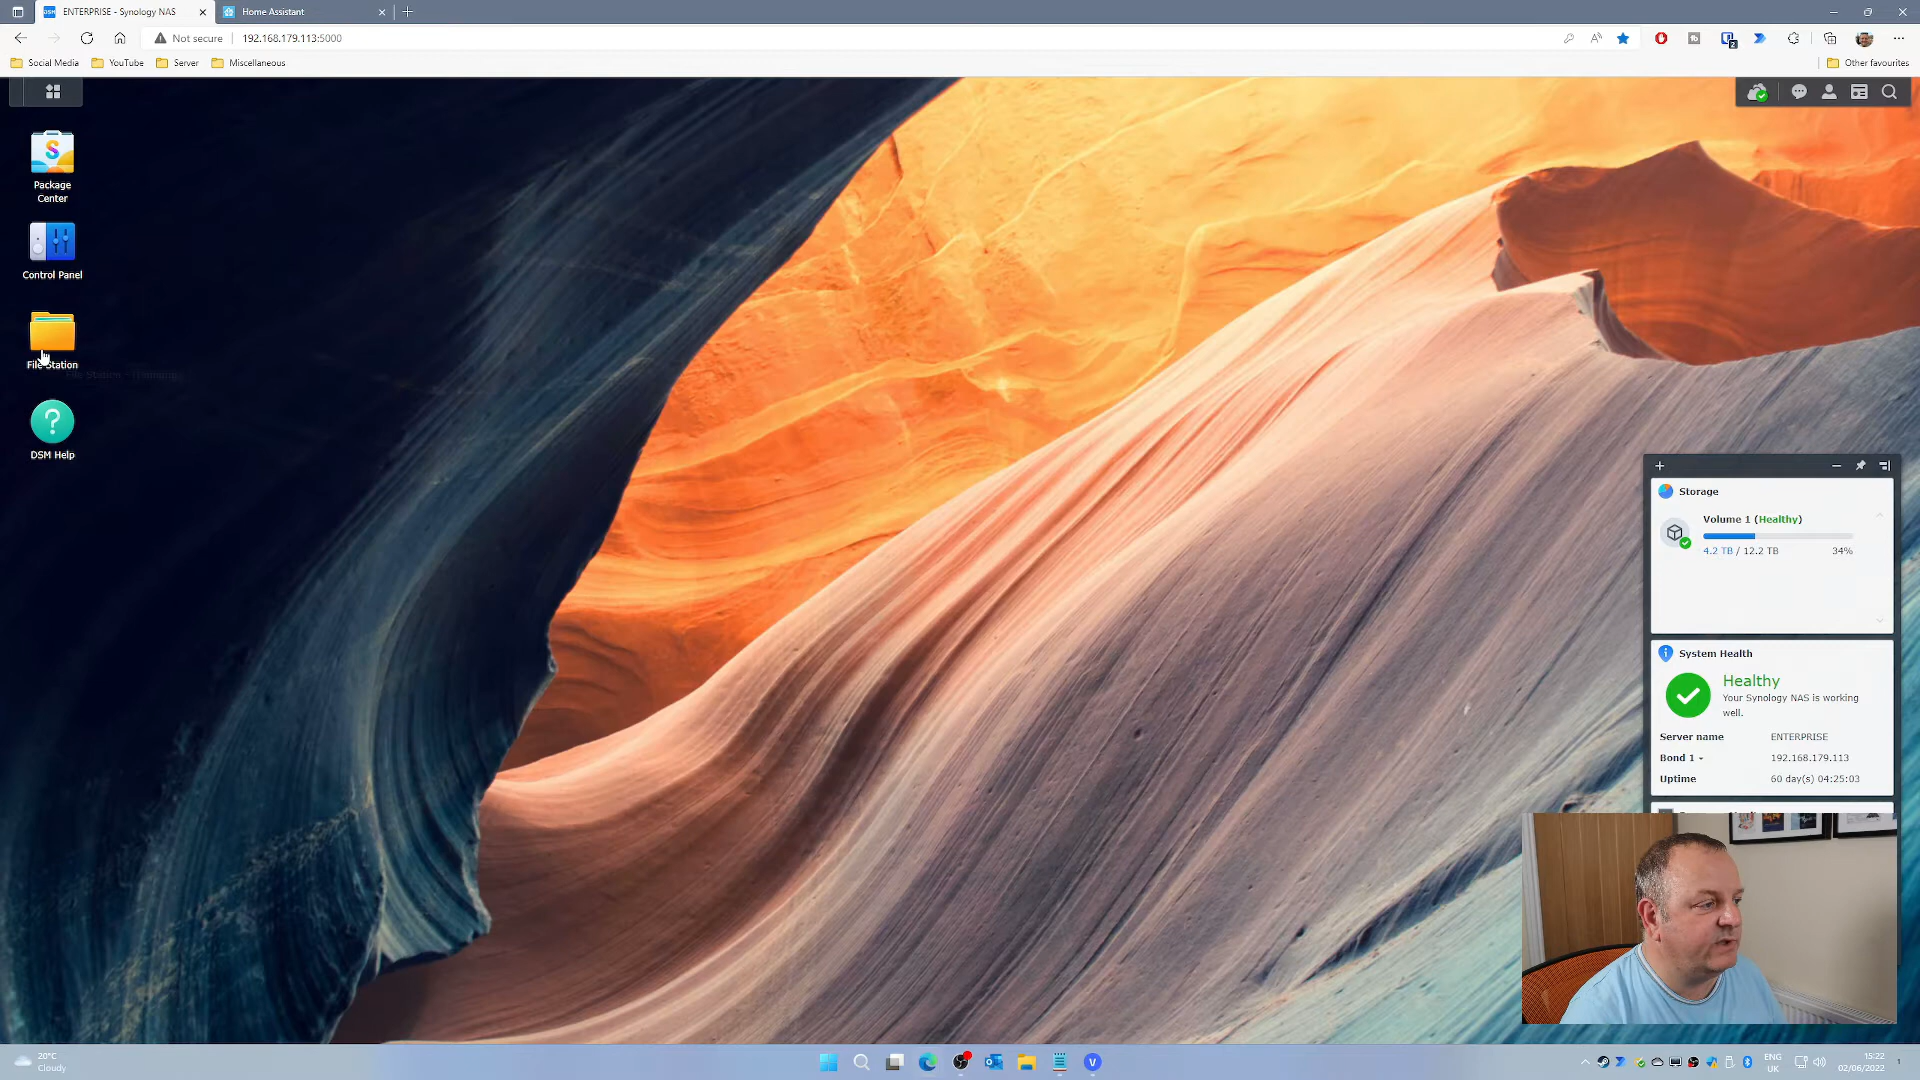 ENTERPRISE - Synology NAS
Home Assistant
Not secure
192.168.179.113:5000
Social Media
YouTube
Server
Miscellaneous
Other favourites
Package
Center
Control Panel
File Station
DSM Help
Storage
Volume 1 (Healthy)
4.2 TB / 12.2 TB
34%
System Health
Healthy
Your Synology NAS is working
well.
Server name
ENTERPRISE
Bond 1
192.168.179.113
Uptime
60 day(s) 04:25:03
20°C
Cloudy
ENG
UK
15:22
02/06/2022